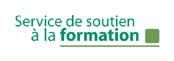 Service de soutien
à la formation